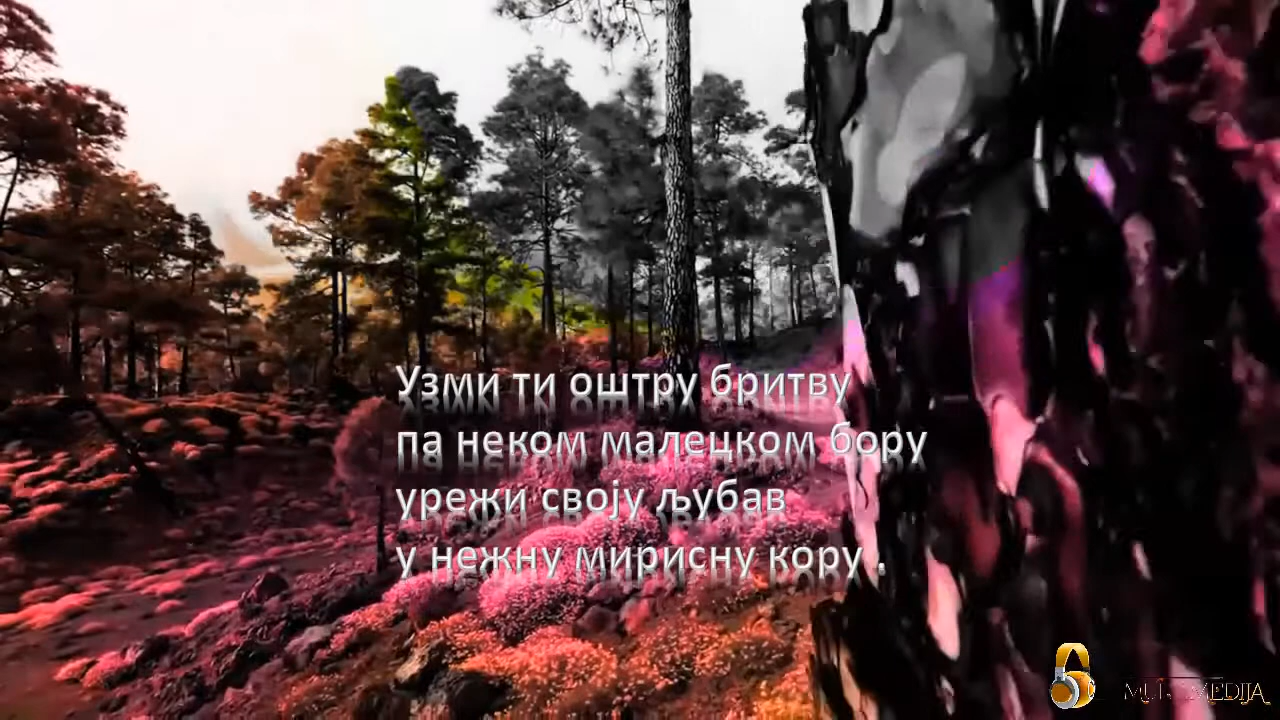 Узми ти оштру бритву
па неком малецком бору
урежи своју љубав
у нежну мирисну кору .